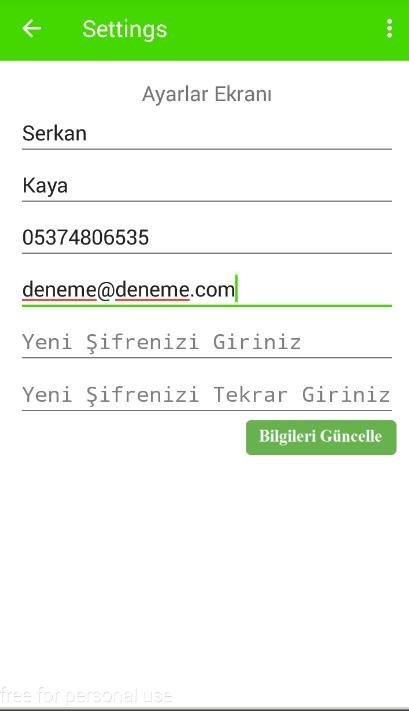 Settings
Ayarlar Ekranı
Serkan
Kaya
05374806535
deneme@deneme.com
Yeni Şifrenizi Giriniz
Yeni Şifrenizi Tekrar Giriniz
Bilgileri Güncelle
free for personal use